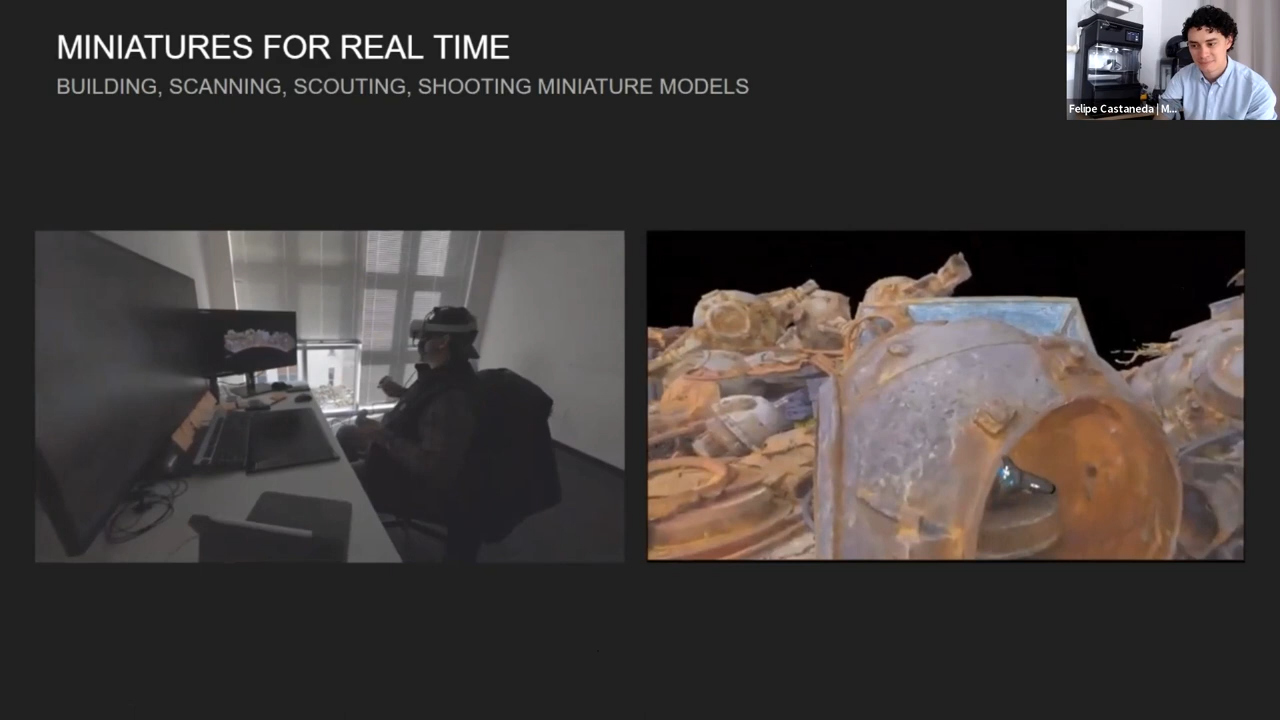 MINIATURES FOR REAL TIME
BUILDING, SCANNING, SCOUTING, SHOOTING MINIATURE MODELS
Felipe Castaneda | M...